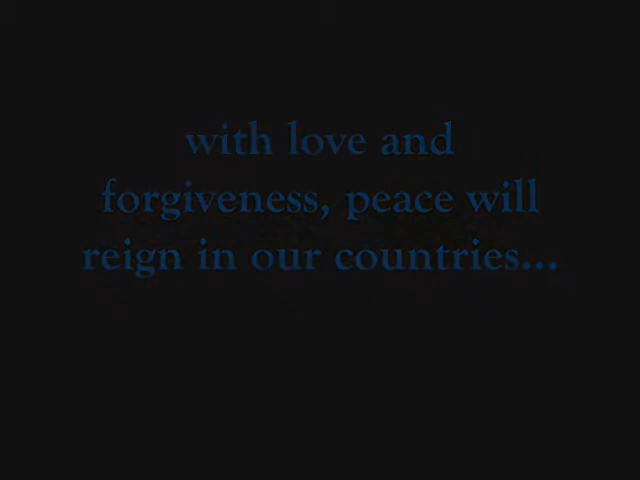 with love and
forgiveness, peace will
reign in our countries...